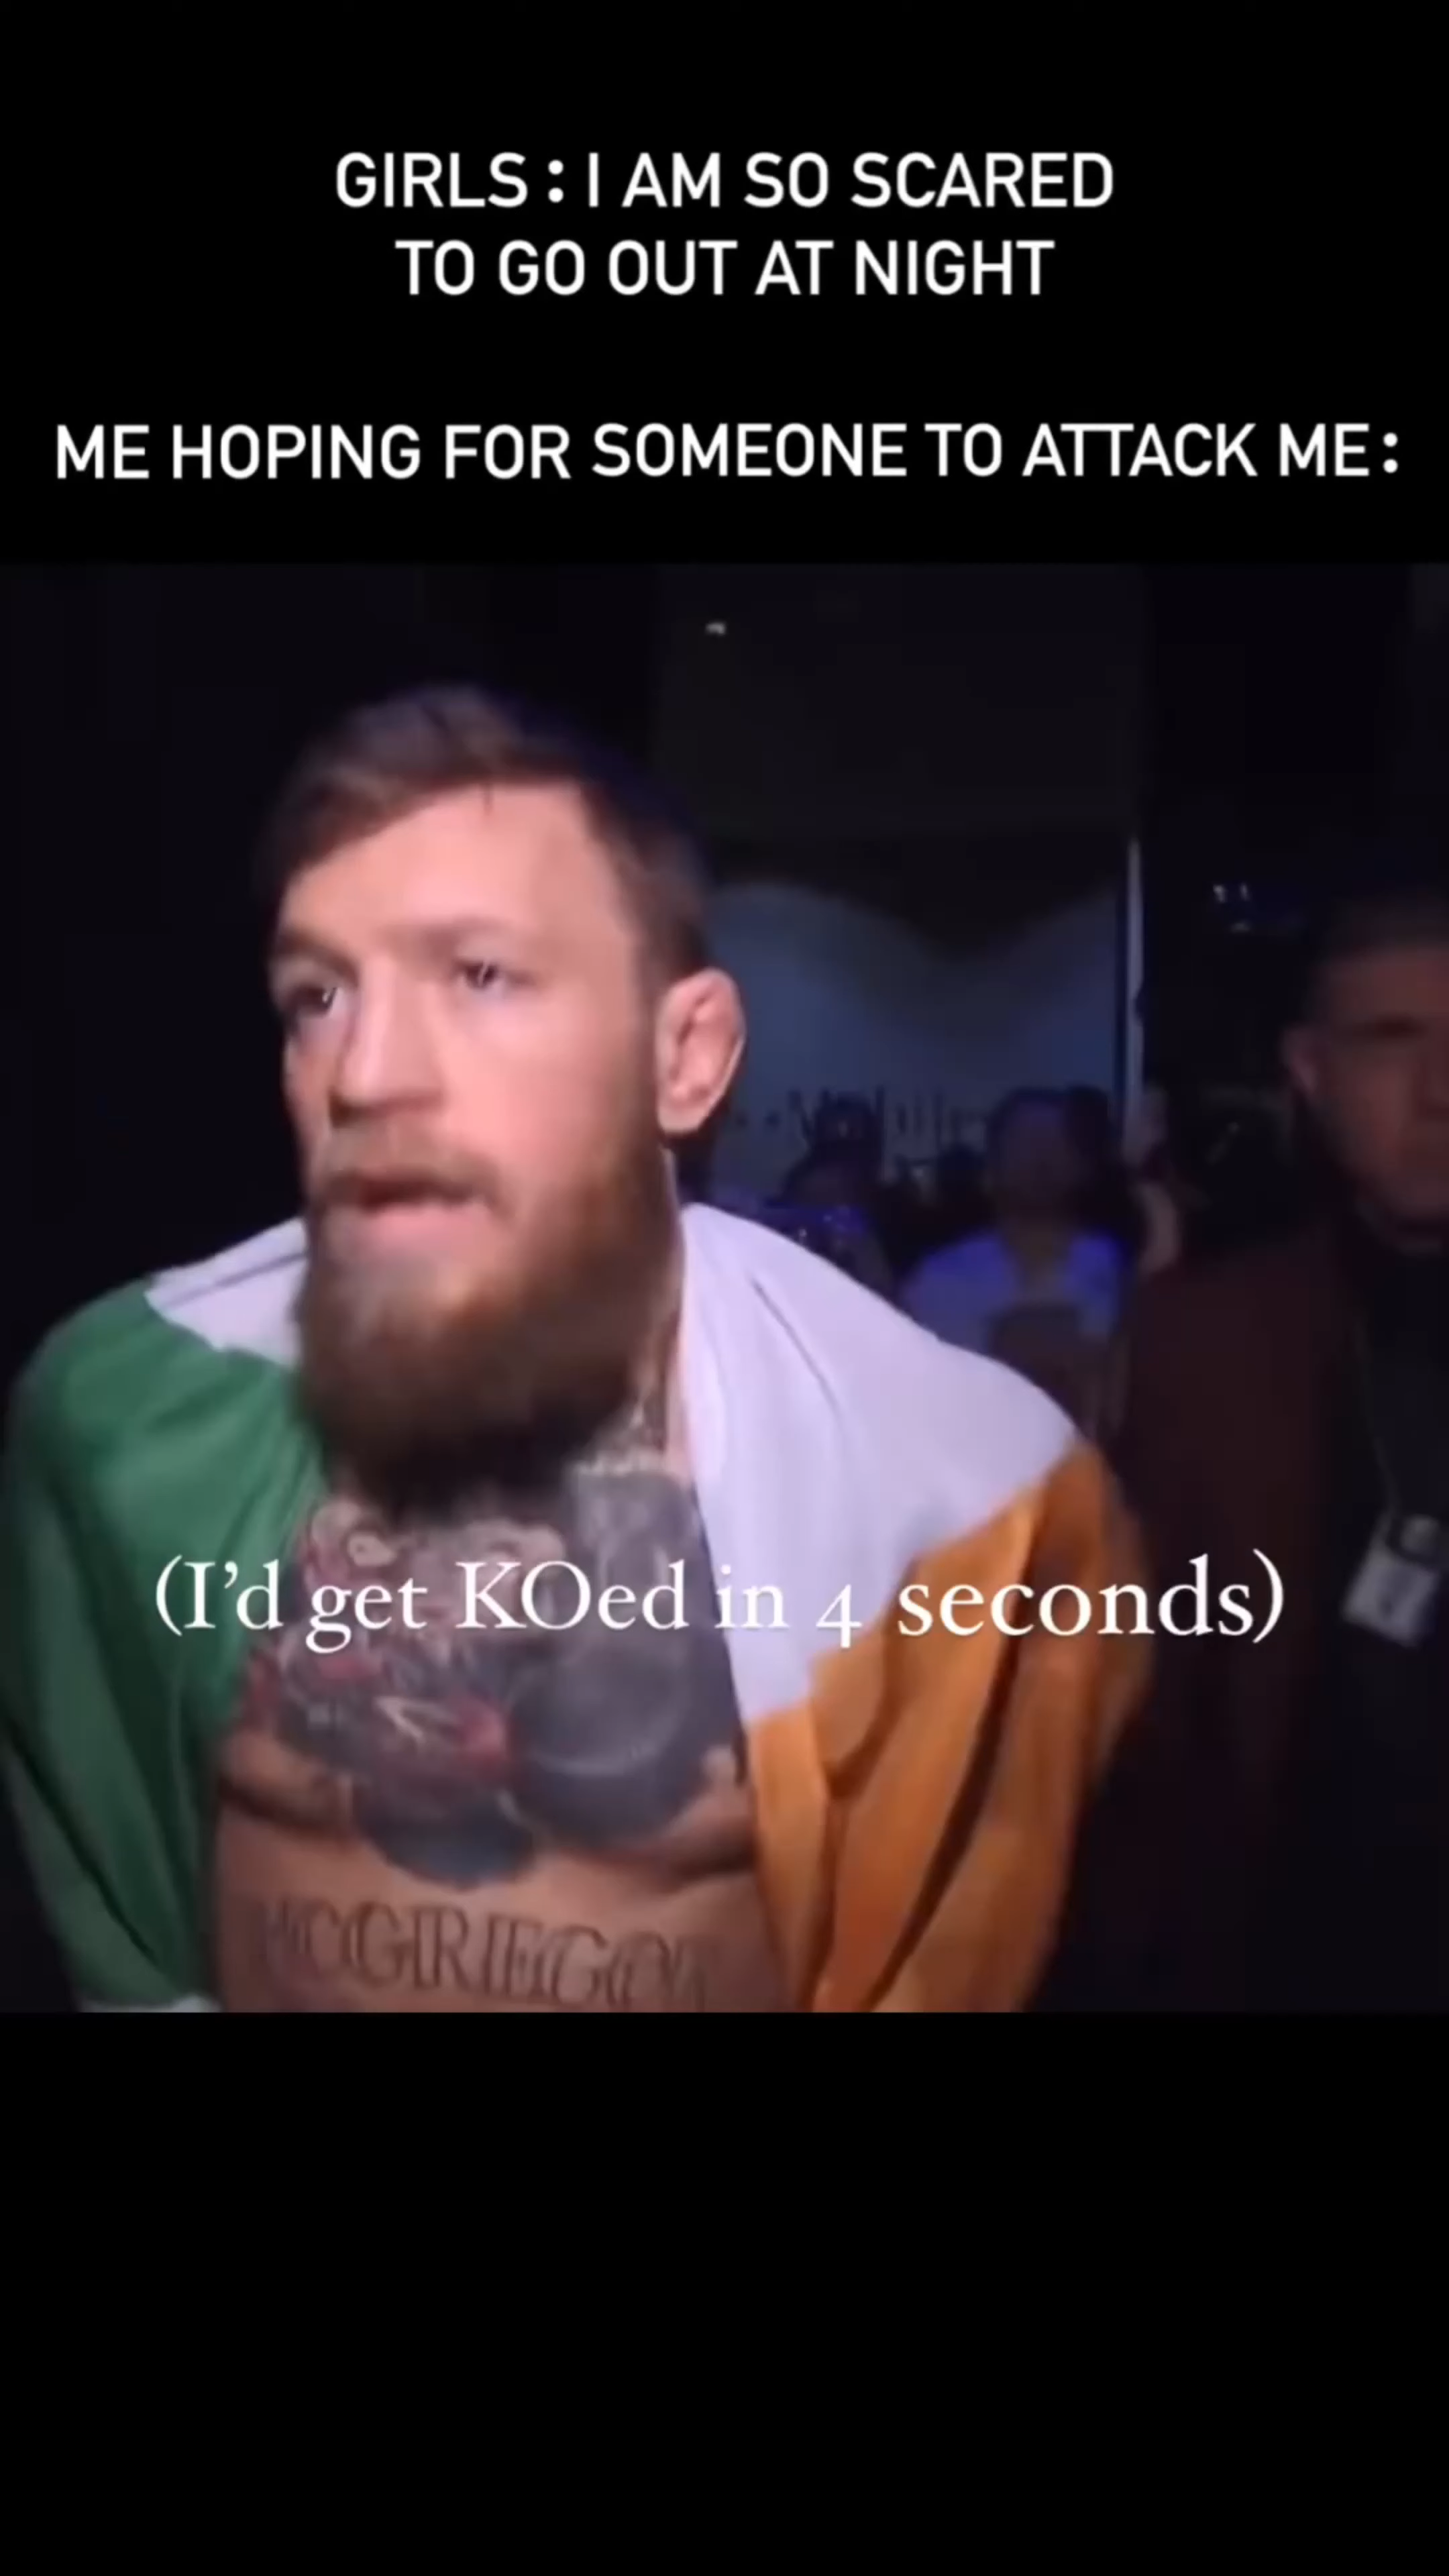 GIRLS : I AM SO SCARED
TO GO OUT AT NIGHT
ME HOPING FOR SOMEONE TO ATTACK ME :
(I'd get KOed in 4 seconds)
MCGREGOR